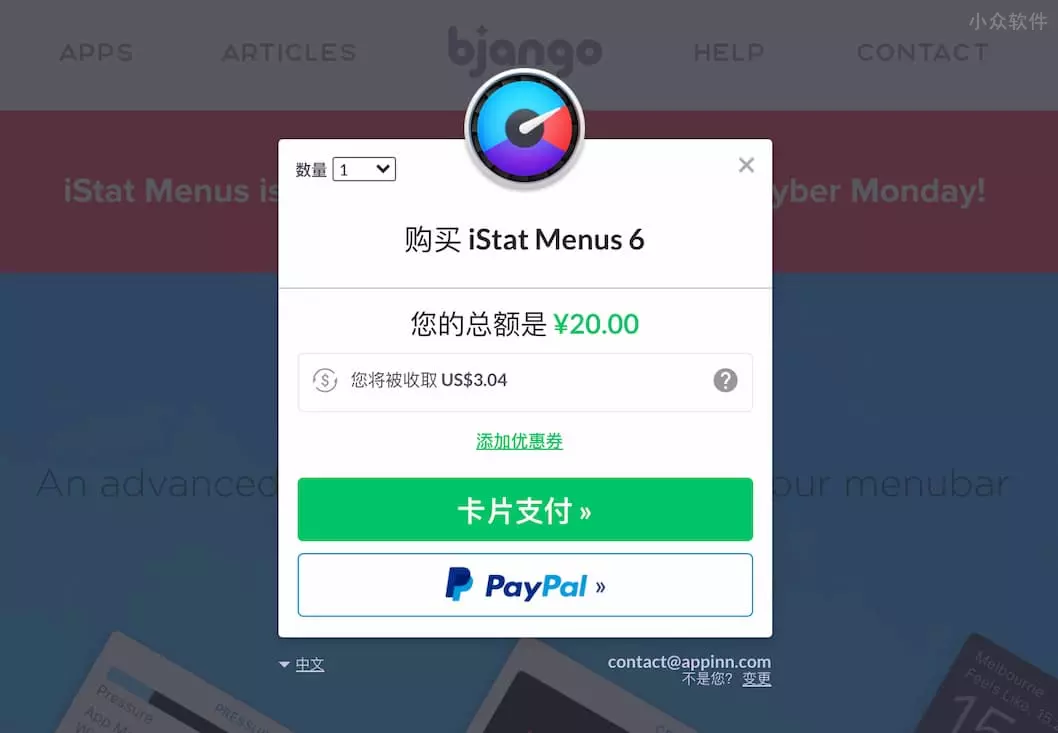 小众软件
APPS ARTICLES bjango HELP CONTACT
数量 1
iStat Menus is yber Monday!
购买 iStat Menus 6
您的总额是 ¥20.00
$ 您将被收取 US$3.04 ?
添加优惠券
An advanced our menubar
卡片支付 »
PayPal »
中文
contact@appinn.com
不是您? 变更
Pressure
App M
PRESSU
Melbourne
Feels Like, 15.
15